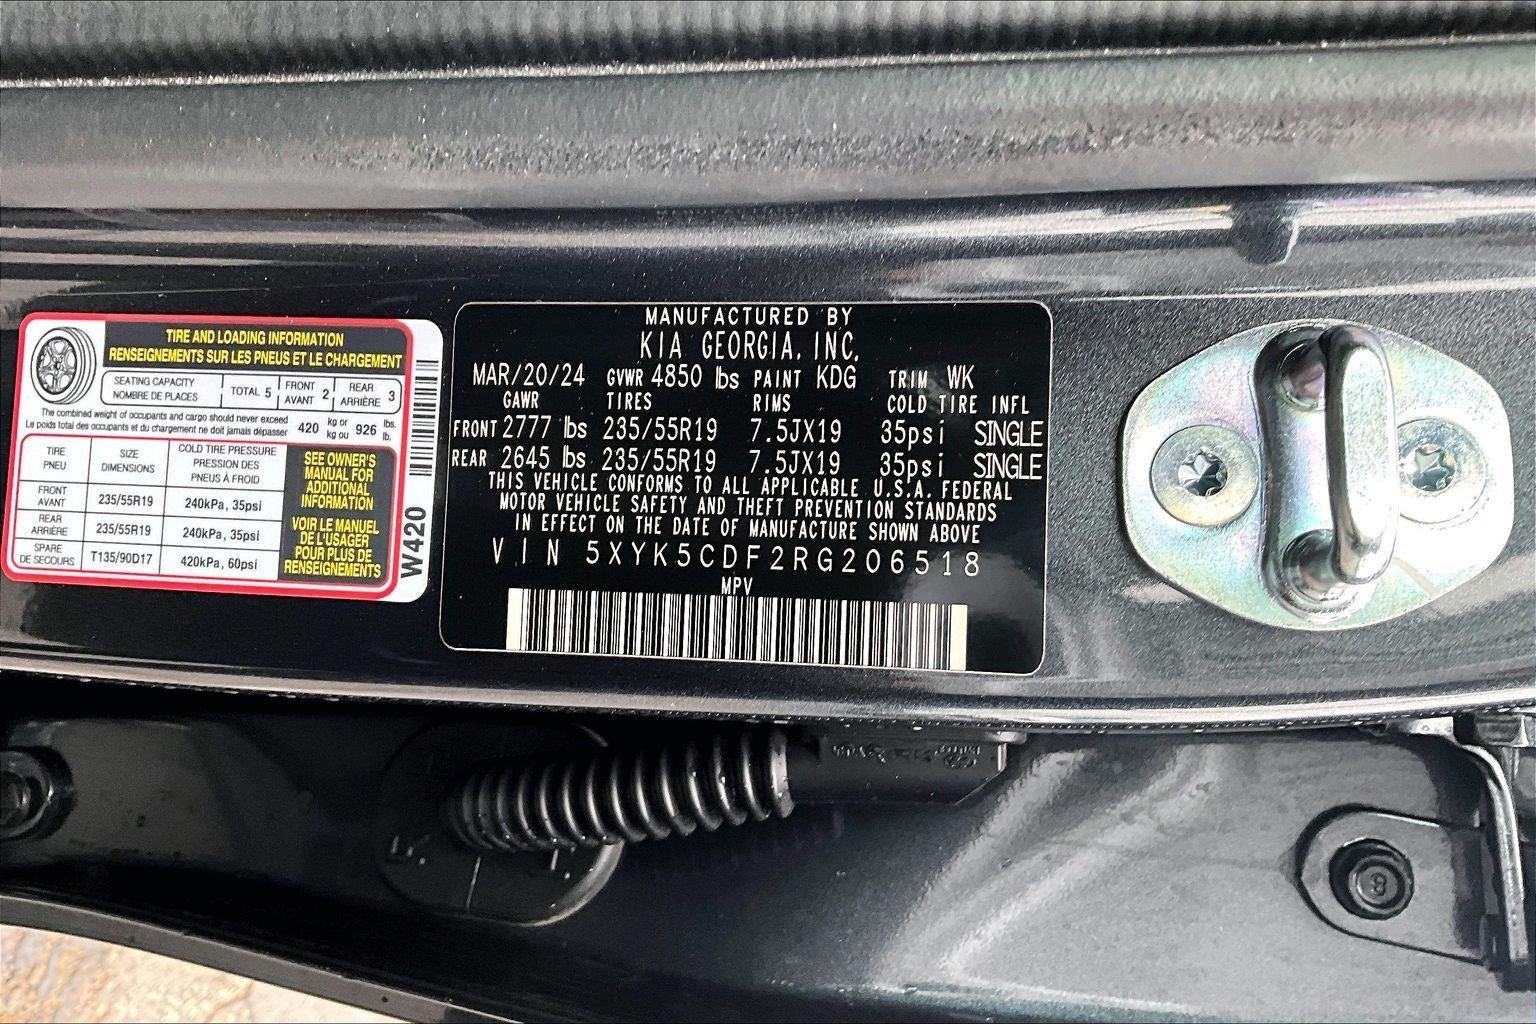 TIRE AND LOADING INFORMATION
RENSEIGNEMENTS SUR LES PNEUS ET LE CHARGEMENT
SEATING CAPACITY
NOMBRE DE PLACES
TOTAL 5
FRONT
AVANT 2
REAR
ARRIÈRE 3
The combined weight of occupants and cargo should never exceed
Le poids total des occupants et du chargement ne doit jamais dépasser
420 kg or
kg ou
926 lbs.
lb.
TIRE
PNEU
SIZE
DIMENSIONS
COLD TIRE PRESSURE
PRESSION DES
PNEUS À FROID
FRONT
AVANT
235/55R19
240kPa, 35psi
REAR
ARRIÈRE
235/55R19
240kPa, 35psi
SPARE
DE SECOURS
T135/90D17
420kPa, 60psi
SEE OWNER'S
MANUAL FOR
ADDITIONAL
INFORMATION
VOIR LE MANUEL
DE L'USAGER
POUR PLUS DE
RENSEIGNEMENTS
W420
MANUFACTURED BY
KIA GEORGIA, INC.
MAR/20/24 GVWR 4850 lbs PAINT KDG TRIM WK
GAWR TIRES RIMS COLD TIRE INFL
FRONT 2777 lbs 235/55R19 7.5JX19 35psi SINGLE
REAR 2645 lbs 235/55R19 7.5JX19 35psi SINGLE
THIS VEHICLE CONFORMS TO ALL APPLICABLE U.S.A. FEDERAL
MOTOR VEHICLE SAFETY AND THEFT PREVENTION STANDARDS
IN EFFECT ON THE DATE OF MANUFACTURE SHOWN ABOVE
VIN 5XYK5CDF2RG206518
MPV
8